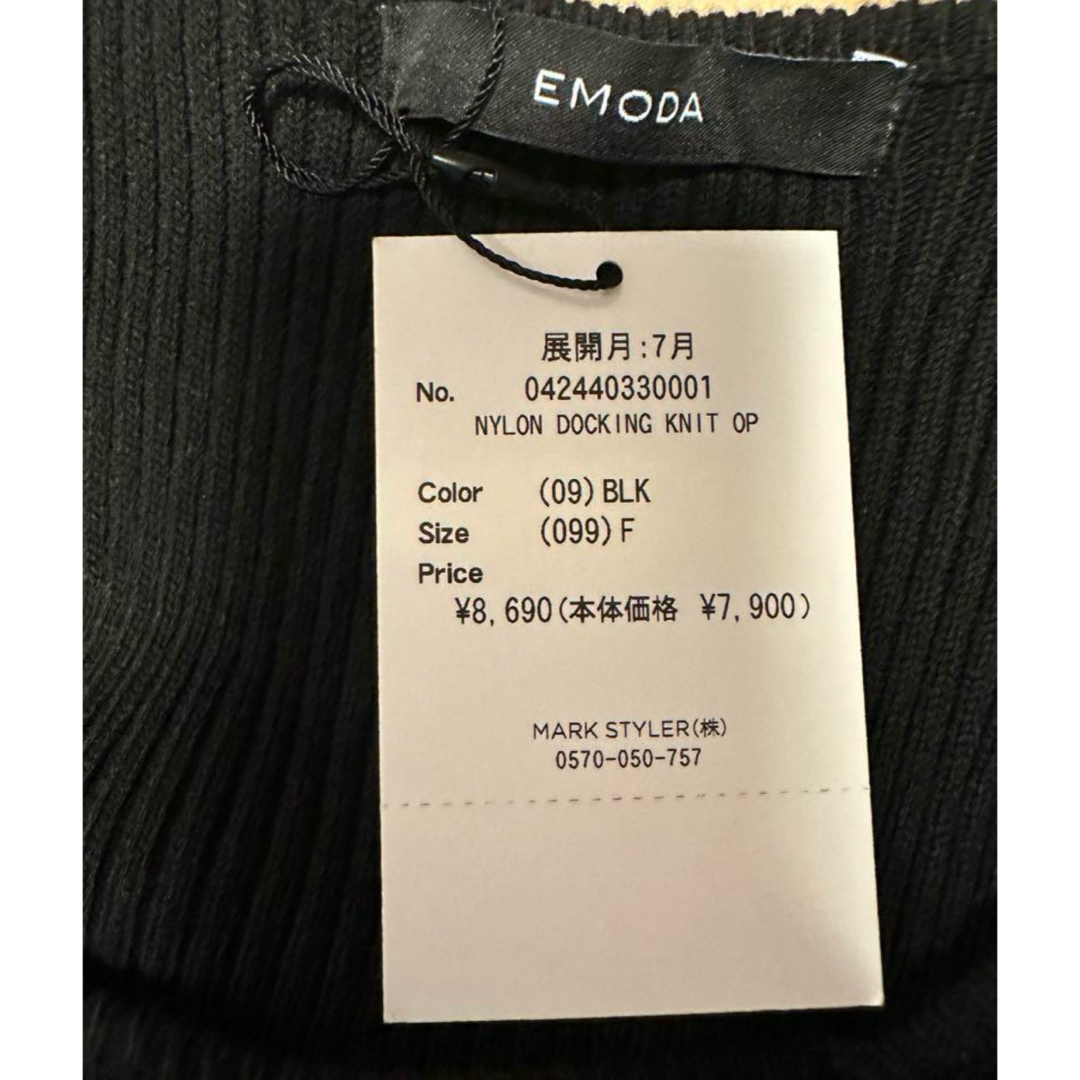 EMODA
展開月:7月
No. 042440330001
NYLON DOCKING KNIT OP
Color (09)BLK
Size (099)F
Price
¥8,690(本体価格 ¥7,900)
MARK STYLER(株)
0570-050-757